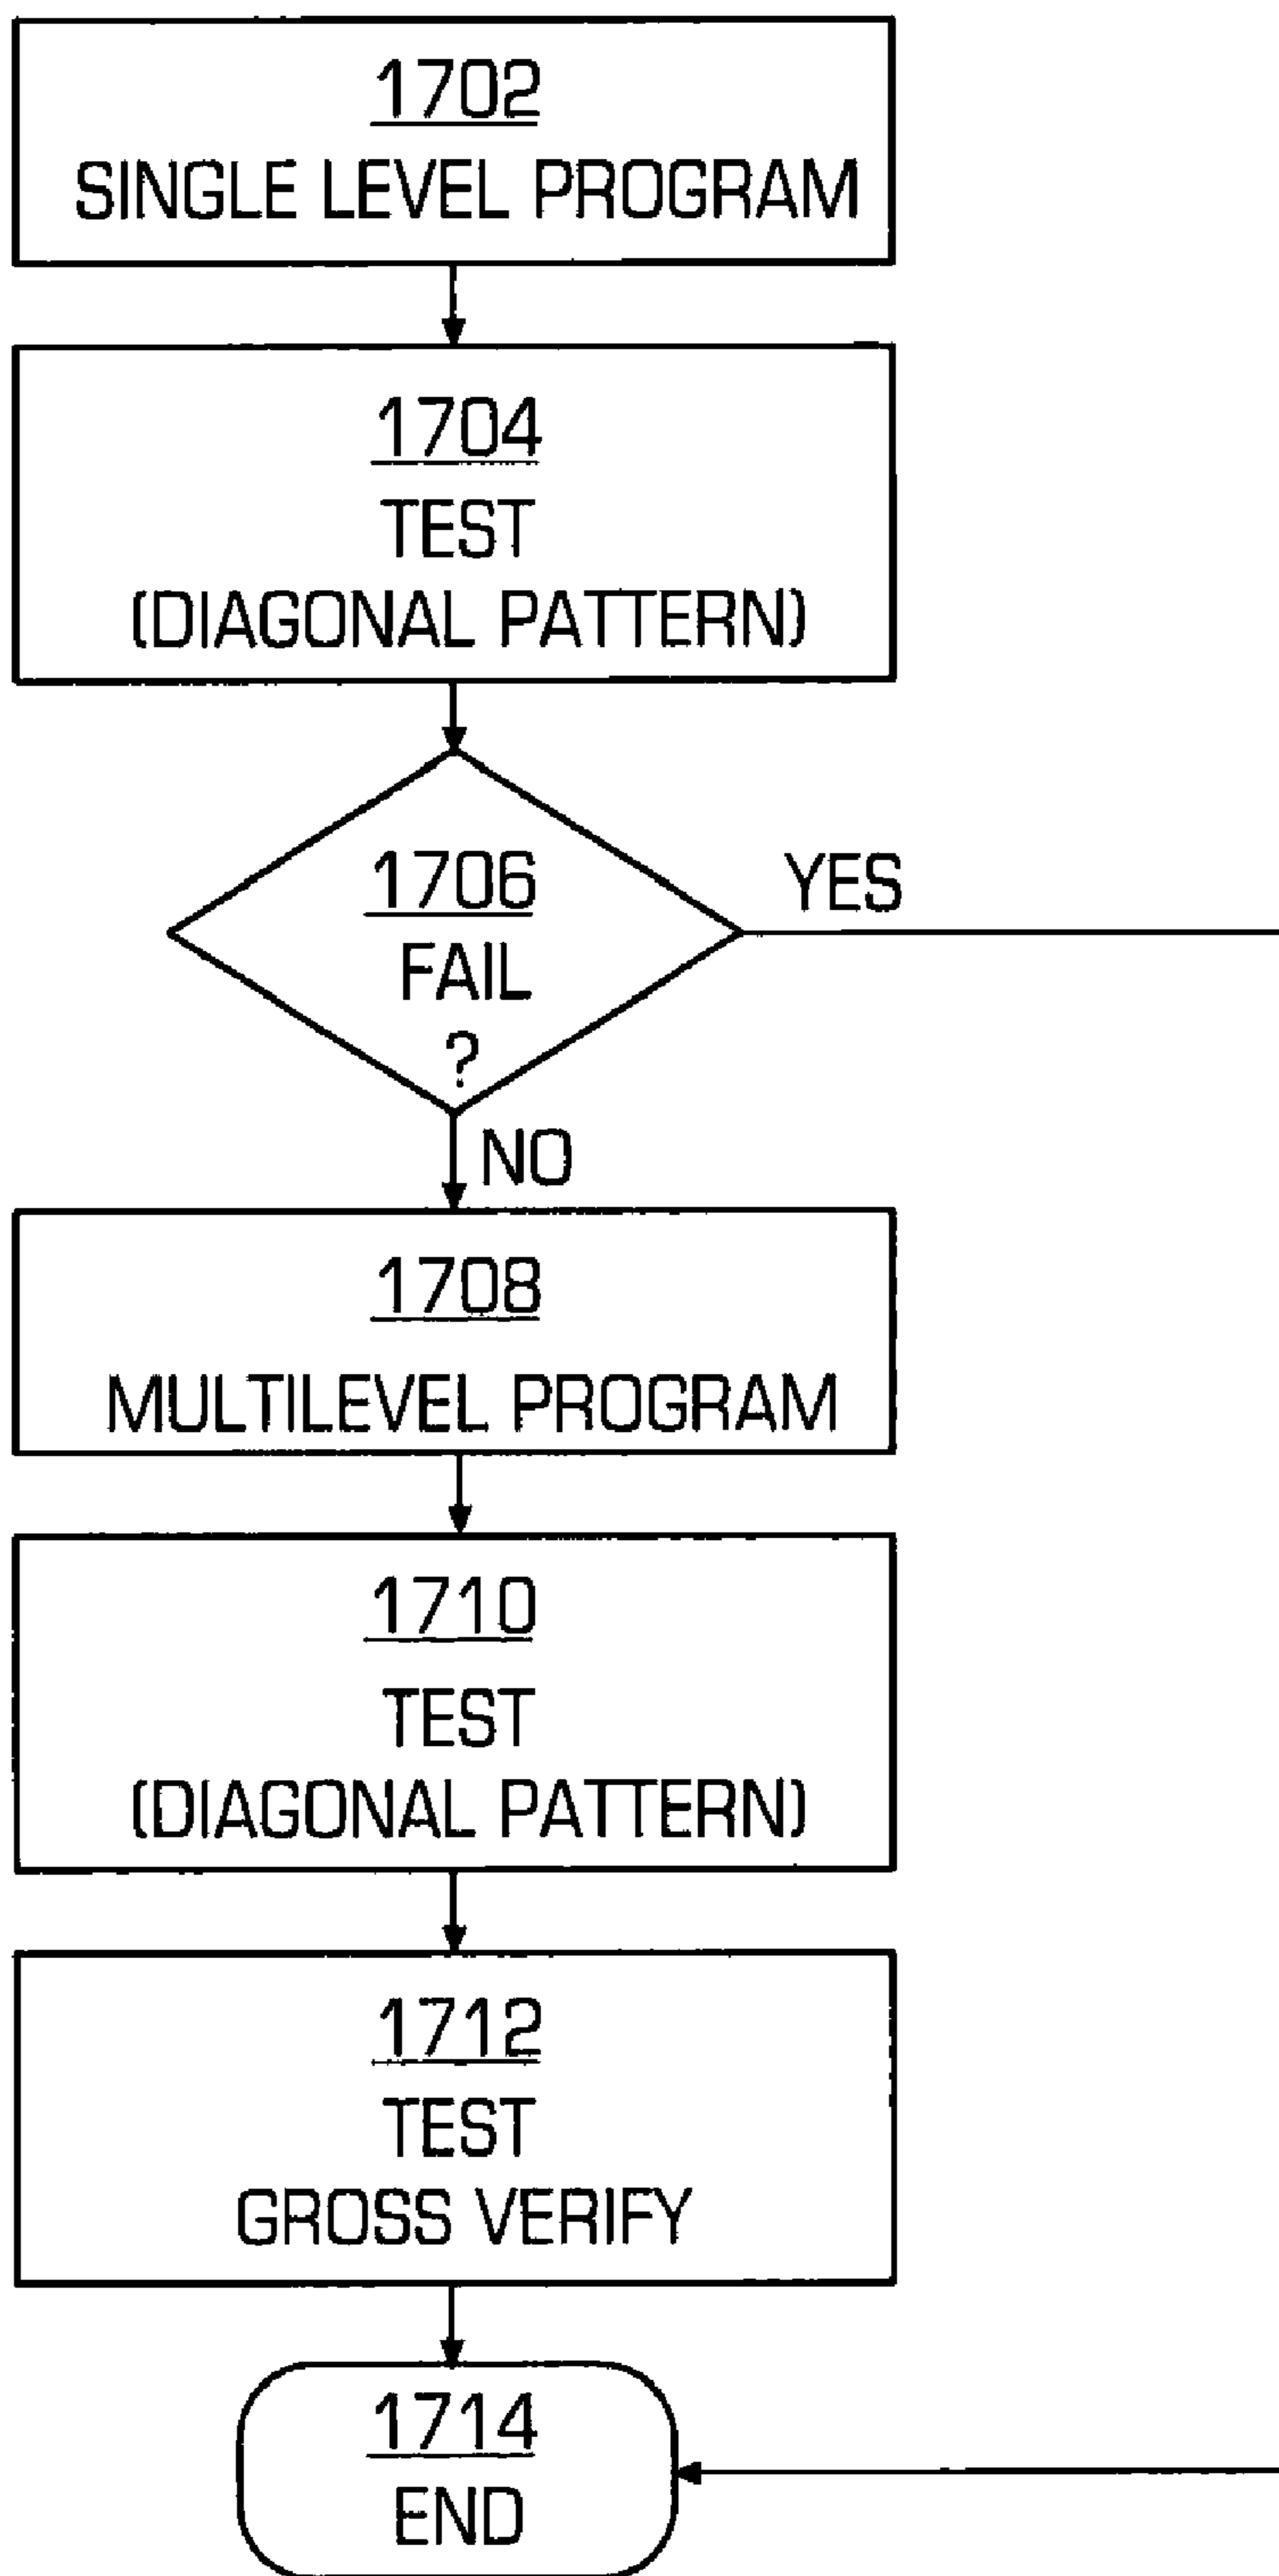 1702
SINGLE LEVEL PROGRAM
1704
TEST
(DIAGONAL PATTERN)
1706
FAIL
?
YES
NO
1708
MULTILEVEL PROGRAM
1710
TEST
(DIAGONAL PATTERN)
1712
TEST
GROSS VERIFY
1714
END